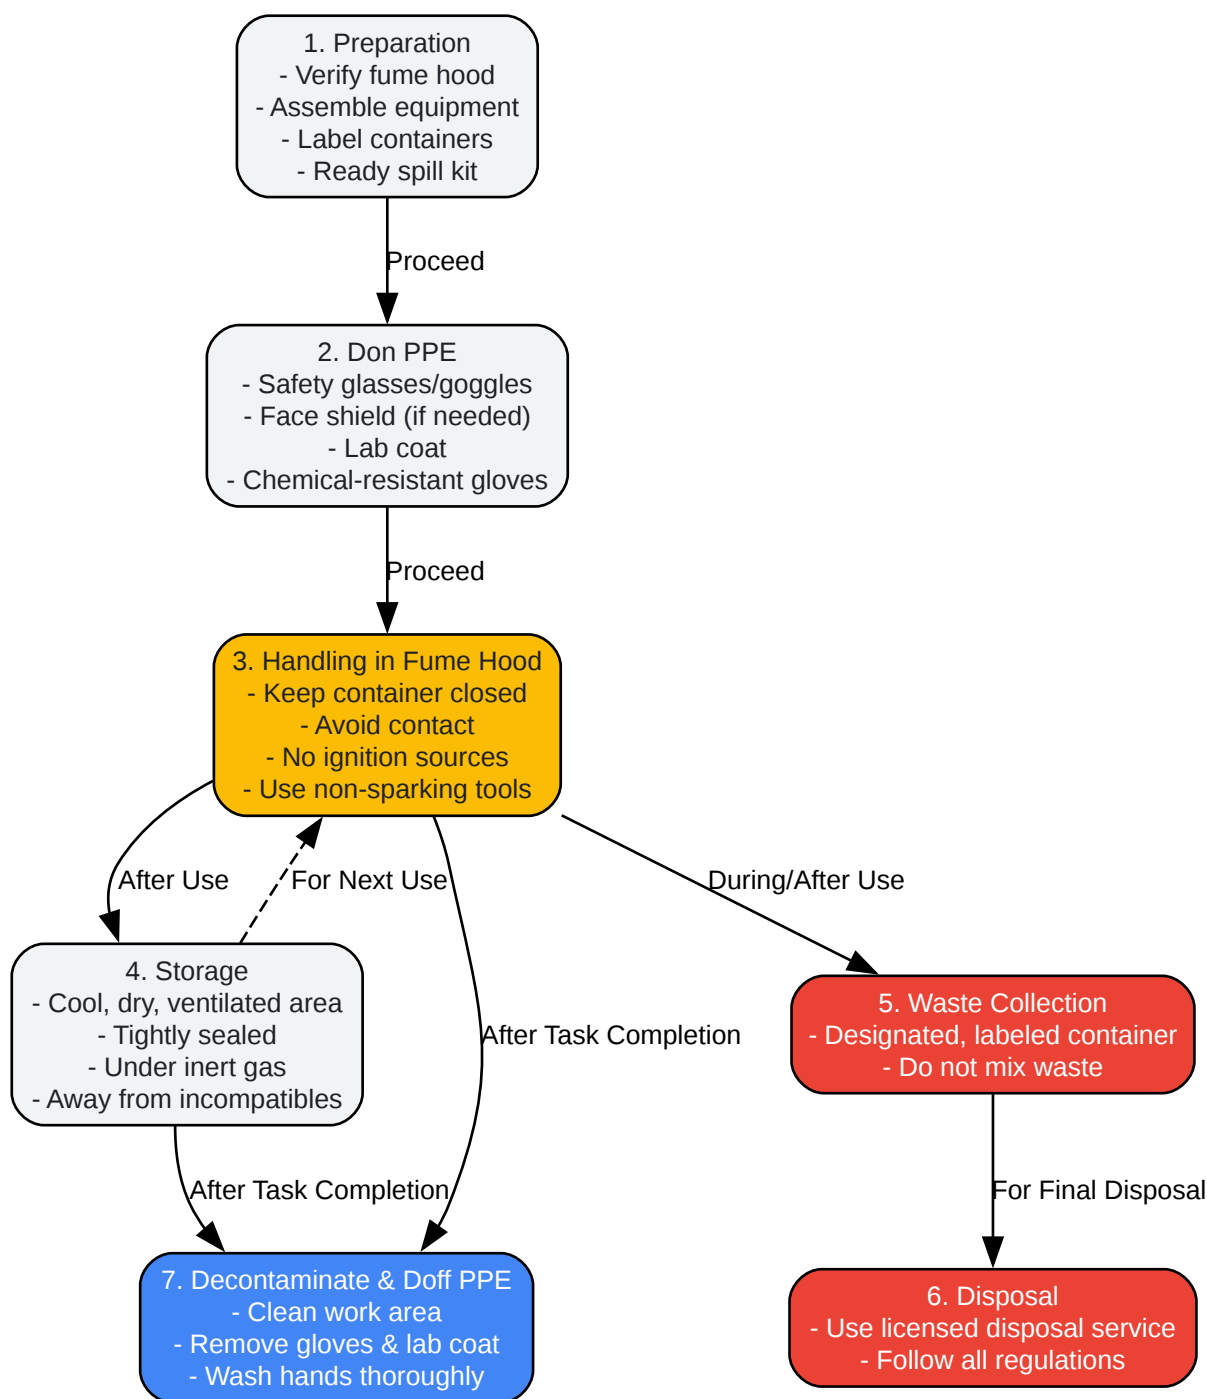 1. Preparation
- Verify fume hood
- Assemble equipment
- Label containers
- Ready spill kit
Proceed
2. Don PPE
- Safety glasses/goggles
- Face shield (if needed)
- Lab coat
- Chemical-resistant gloves
Proceed
3. Handling in Fume Hood
- Keep container closed
- Avoid contact
- No ignition sources
- Use non-sparking tools
After Use
For Next Use
During/After Use
4. Storage
- Cool, dry, ventilated area
- Tightly sealed
- Under inert gas
- Away from incompatibles
After Task Completion
5. Waste Collection
- Designated, labeled container
- Do not mix waste
After Task Completion
For Final Disposal
7. Decontaminate & Doff PPE
- Clean work area
- Remove gloves & lab coat
- Wash hands thoroughly
6. Disposal
- Use licensed disposal service
- Follow all regulations